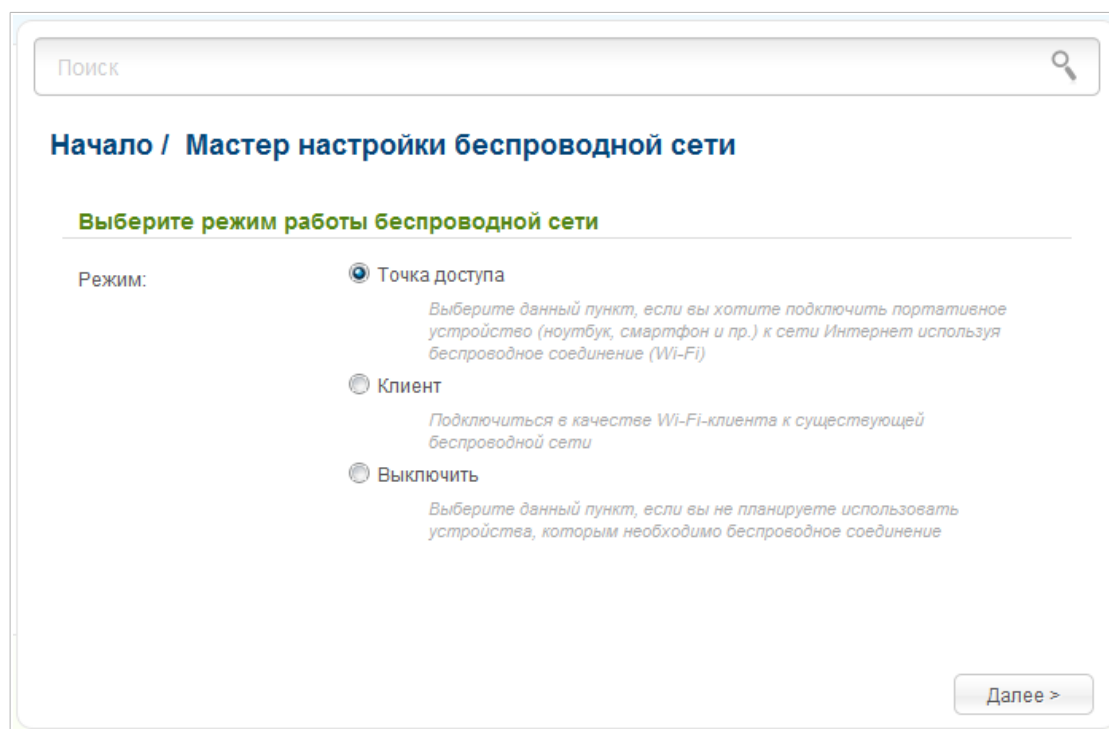 Поиск
Начало / Мастер настройки беспроводной сети
Выберите режим работы беспроводной сети
Режим:
Точка доступа
Выберите данный пункт, если вы хотите подключить портативное
устройство (ноутбук, смартфон и пр.) к сети Интернет используя
беспроводное соединение (Wi-Fi)
Клиент
Подключиться в качестве Wi-Fi-клиента к существующей
беспроводной сети
Выключить
Выберите данный пункт, если вы не планируете использовать
устройства, которым необходимо беспроводное соединение
Далее >